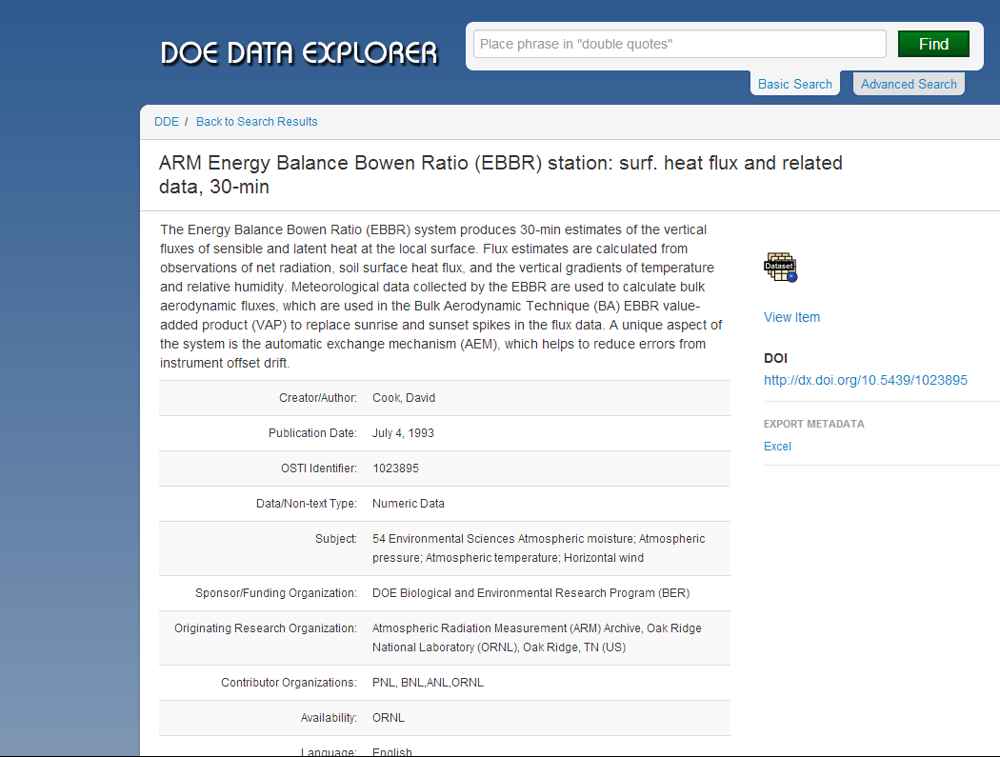 DOE DATA EXPLORER
Place phrase in "double quotes"
Find
Basic Search
Advanced Search
DDE / Back to Search Results
ARM Energy Balance Bowen Ratio (EBBR) station: surf. heat flux and related
data, 30-min
The Energy Balance Bowen Ratio (EBBR) system produces 30-min estimates of the vertical
fluxes of sensible and latent heat at the local surface. Flux estimates are calculated from
observations of net radiation, soil surface heat flux, and the vertical gradients of temperature
and relative humidity. Meteorological data collected by the EBBR are used to calculate bulk
aerodynamic fluxes, which are used in the Bulk Aerodynamic Technique (BA) EBBR value-
added product (VAP) to replace sunrise and sunset spikes in the flux data. A unique aspect of
the system is the automatic exchange mechanism (AEM), which helps to reduce errors from
instrument offset drift.
Creator/Author: Cook, David
Publication Date: July 4, 1993
OSTI Identifier: 1023895
Data/Non-text Type: Numeric Data
Subject: 54 Environmental Sciences Atmospheric moisture; Atmospheric
pressure; Atmospheric temperature; Horizontal wind
Sponsor/Funding Organization: DOE Biological and Environmental Research Program (BER)
Originating Research Organization: Atmospheric Radiation Measurement (ARM) Archive, Oak Ridge
National Laboratory (ORNL), Oak Ridge, TN (US)
Contributor Organizations: PNL, BNL,ANL,ORNL
Availability: ORNL
Language: English
Dataset
View Item
DOI
http://dx.doi.org/10.5439/1023895
EXPORT METADATA
Excel